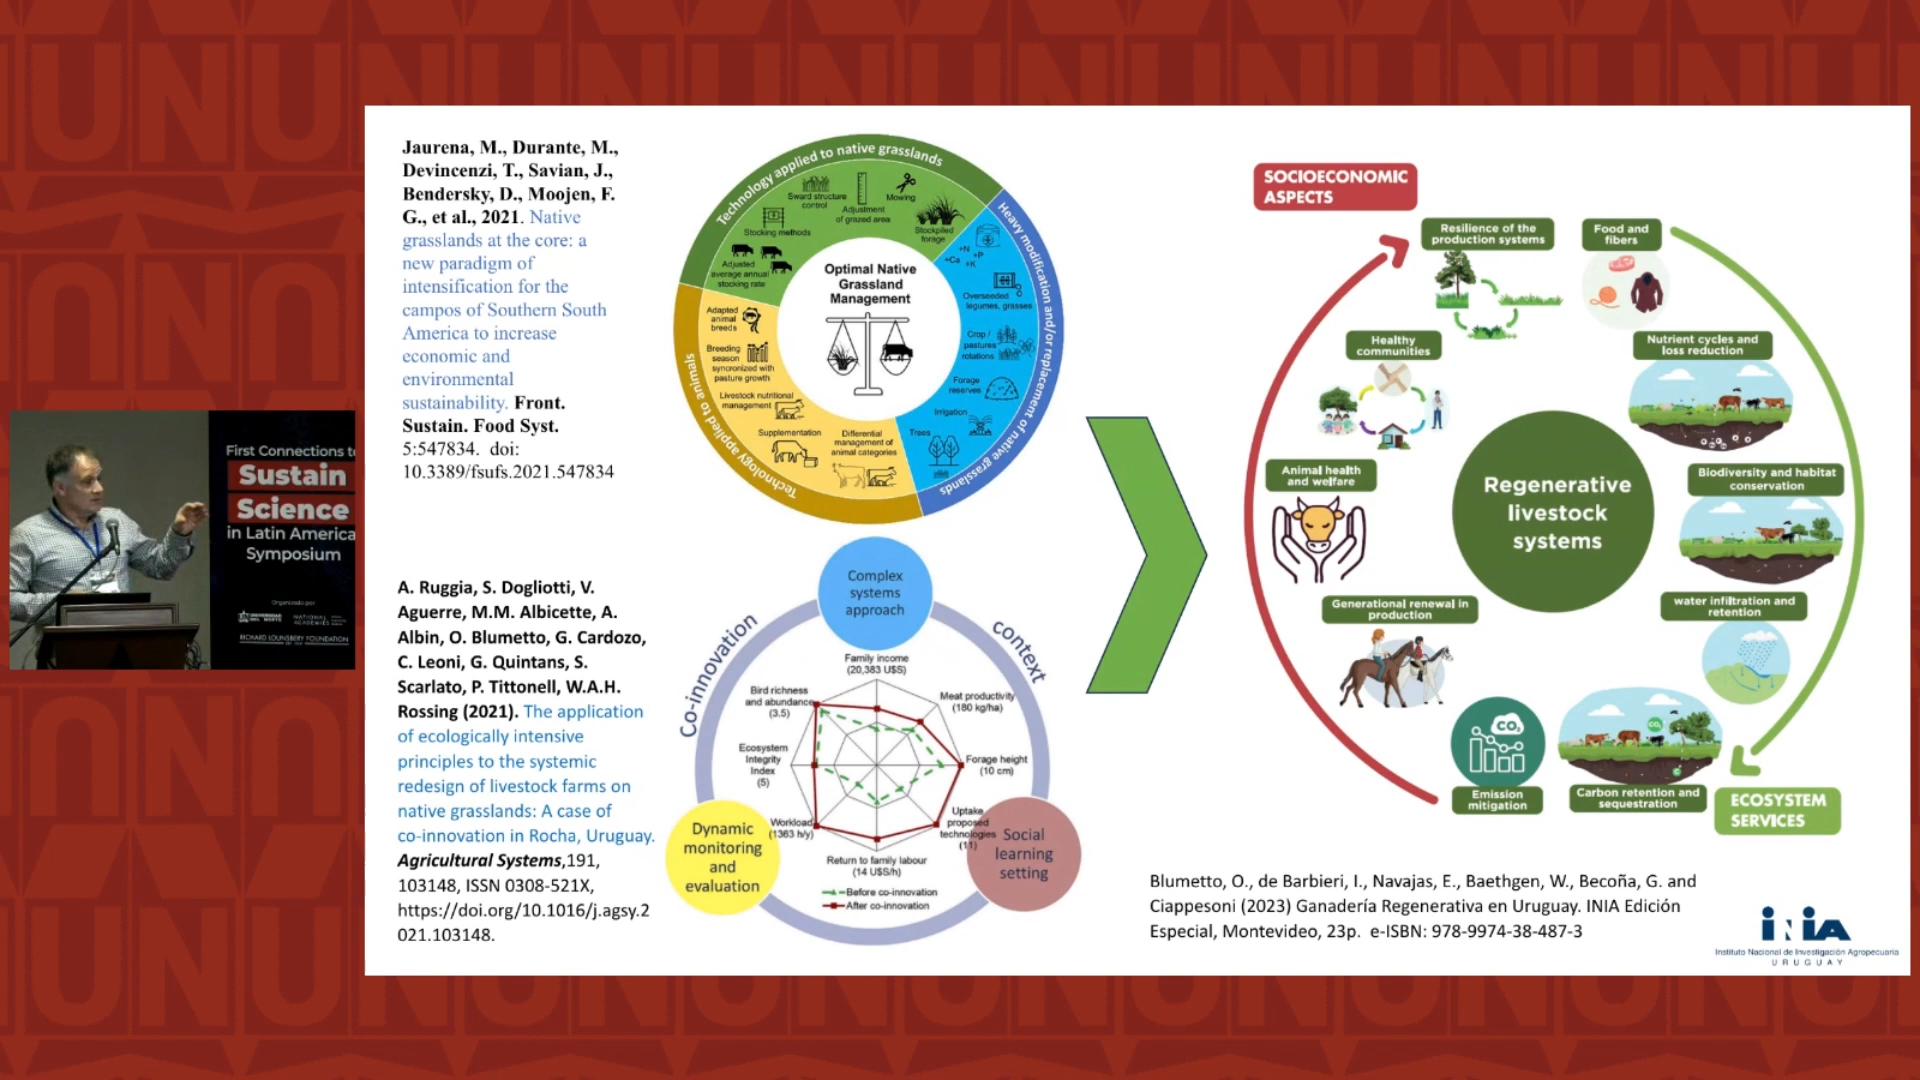 First Connections to
Sustain
Science
in Latin America
Symposium
Organizado por
UNIVERSIDAD
DEL NORTE
NATIONAL
ACADEMIES
RICHARD LOUNSBERY FOUNDATION
Jaurena, M., Durante, M.,
Devincenzi, T., Savian, J.,
Bendersky, D., Moojen, F.
G., et al., 2021. Native
grasslands at the core: a
new paradigm of
intensification for the
campos of Southern South
America to increase
economic and
environmental
sustainability. Front.
Sustain. Food Syst.
5:547834. doi:
10.3389/fsufs.2021.547834
A. Ruggia, S. Dogliotti, V.
Aguerre, M.M. Albicette, A.
Albin, O. Blumetto, G. Cardozo,
C. Leoni, G. Quintans, S.
Scarlato, P. Tittonell, W.A.H.
Rossing (2021). The application
of ecologically intensive
principles to the systemic
redesign of livestock farms on
native grasslands: A case of
co-innovation in Rocha, Uruguay.
Agricultural Systems,191,
103148, ISSN 0308-521X,
https://doi.org/10.1016/j.agsy.2
021.103148.
Technology applied to native grasslands
Sward structure
control
Adjustment
of grazed area
Mowing
Stockpiled
forage
Stocking methods
Adjusted
average annual
stocking rate
Heavy modification and/or replacement of native grasslands
+N
+P
+Ca
+K
Overseeded
legumes, grasses
Crop /
pastures
rotations
Forage
reserves
Irrigation
Trees
Technology applied to animals
Adapted
animal
breeds
Breeding
season
syncronized with
pasture growth
Livestock nutritional
management
Supplementation
Differential
management of
animal categories
Optimal Native
Grassland
Management
Co-innovation
context
Complex
systems
approach
Dynamic
monitoring
and
evaluation
Social
learning
setting
Family income
(20,383 U$S)
Meat productivity
(180 kg/ha)
Forage height
(10 cm)
Uptake
proposed
technologies
(11)
Return to family labour
(14 U$S/h)
Workload
(1363 h/y)
Ecosystem
Integrity
Index
(5)
Bird richness
and abundance
(3.5)
Before co-innovation
After co-innovation
SOCIOECONOMIC
ASPECTS
Resilience of the
production systems
Food and
fibers
Healthy
communities
Nutrient cycles and
loss reduction
Animal health
and welfare
Biodiversity and habitat
conservation
Regenerative
livestock
systems
Generational renewal in
production
water infiltration and
retention
CO₂
Emission
mitigation
CO₂
C
Carbon retention and
sequestration
ECOSYSTEM
SERVICES
Blumetto, O., de Barbieri, I., Navajas, E., Baethgen, W., Becoña, G. and
Ciappesoni (2023) Ganadería Regenerativa en Uruguay. INIA Edición
Especial, Montevideo, 23p. e-ISBN: 978-9974-38-487-3
inia
Instituto Nacional de Investigación Agropecuaria
URUGUAY